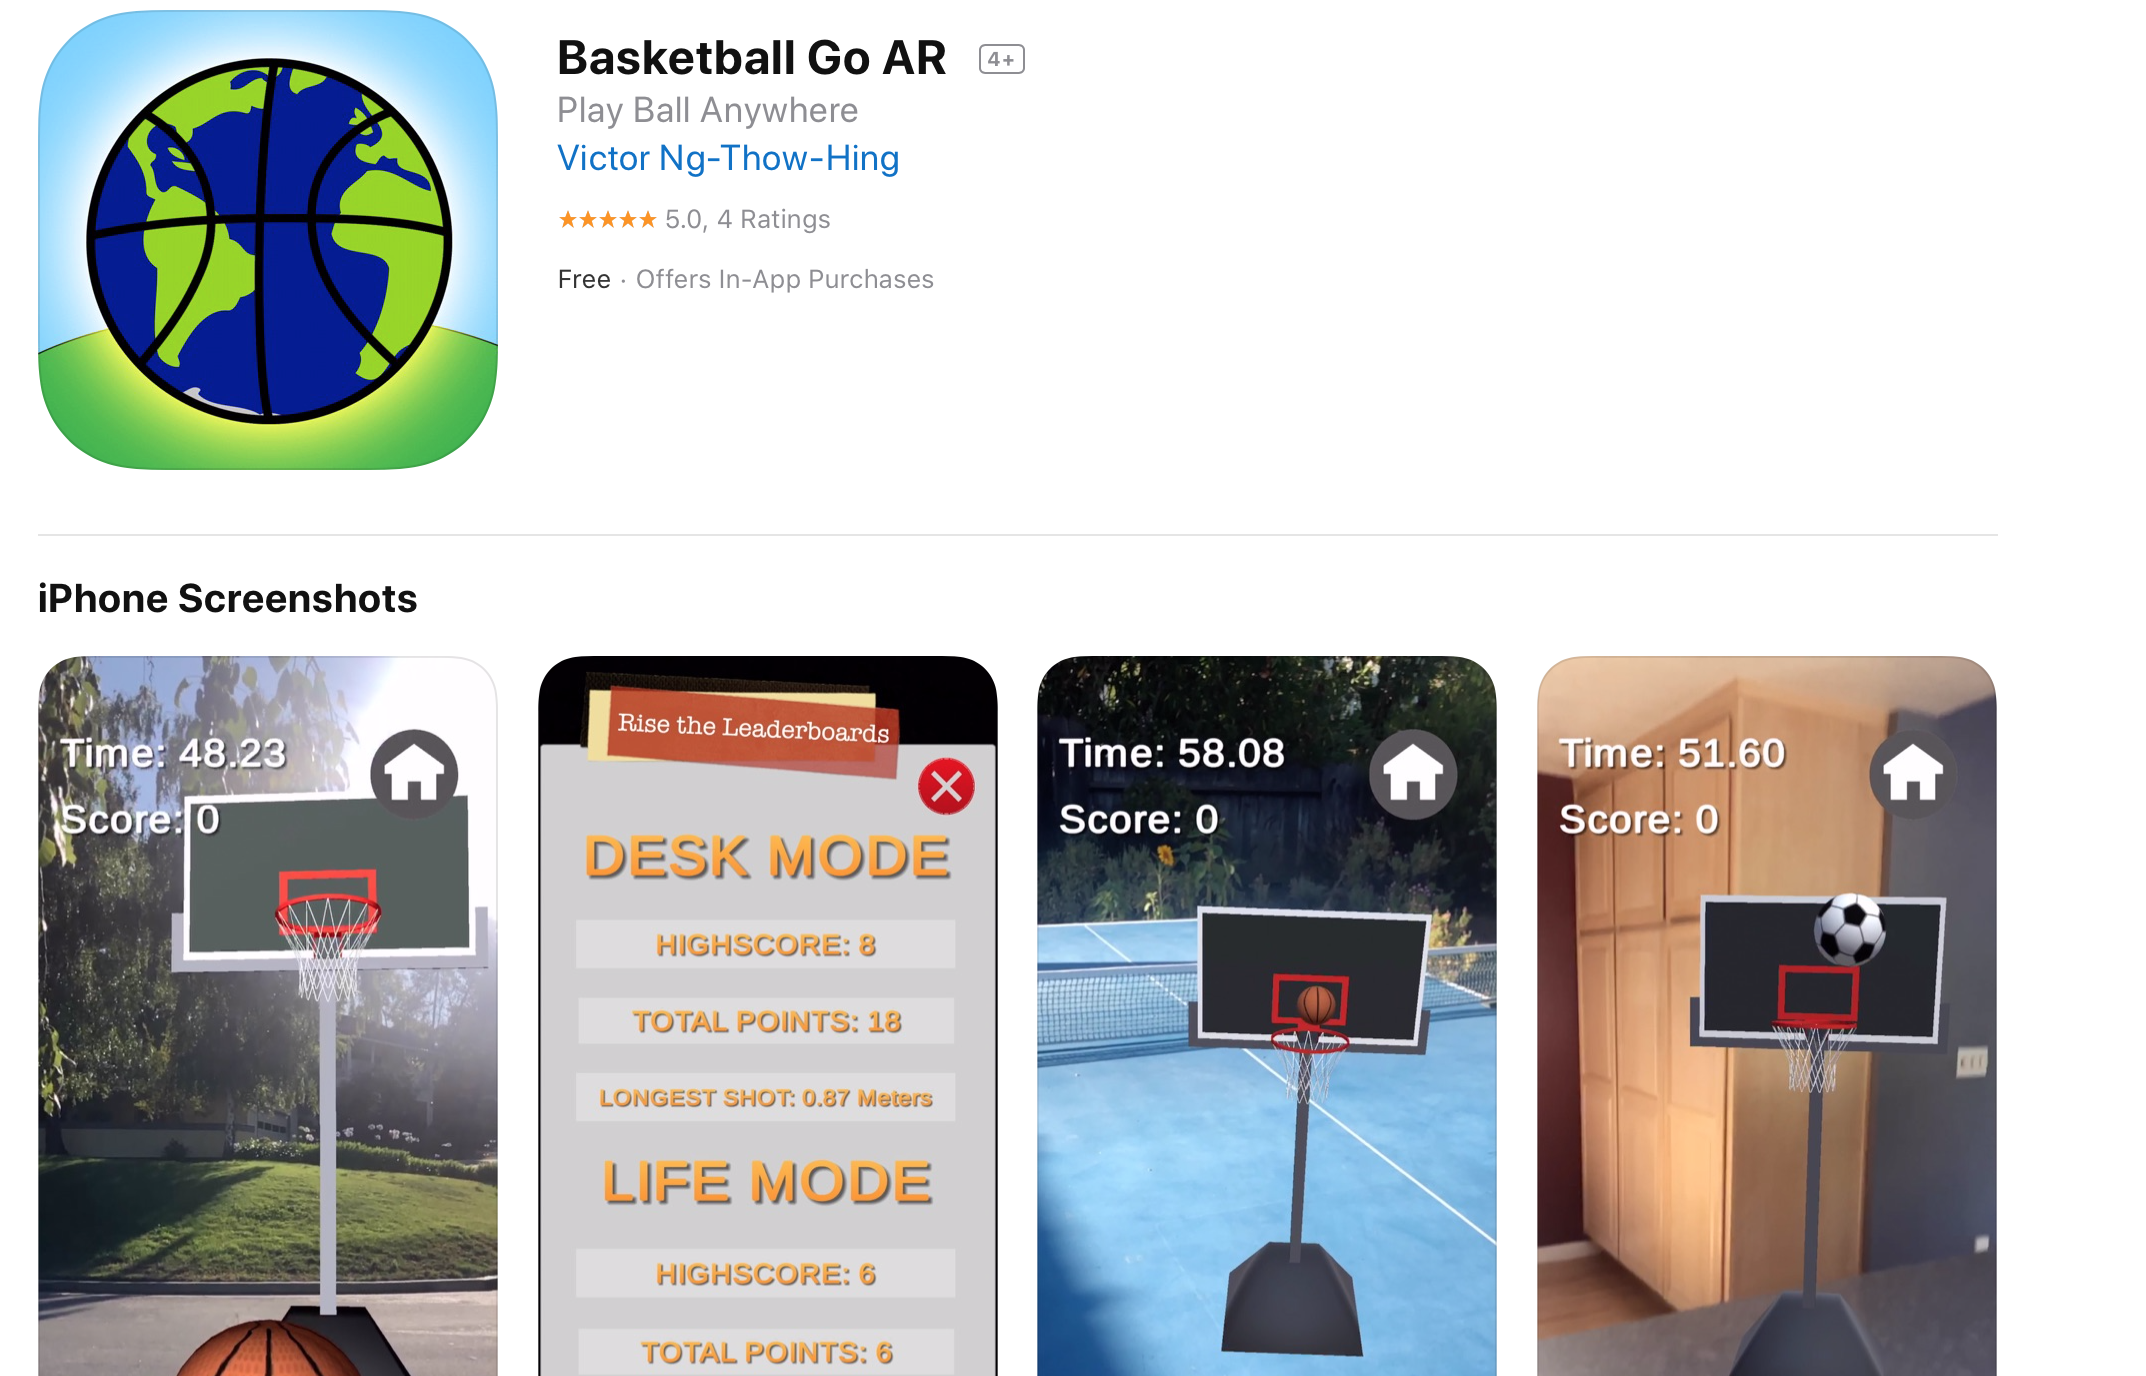 Basketball Go AR 4+
Play Ball Anywhere
Victor Ng-Thow-Hing
★★★★★ 5.0, 4 Ratings
Free · Offers In-App Purchases
iPhone Screenshots
Time: 48.23
Score: 0
Rise the Leaderboards
DESK MODE
HIGHSCORE: 8
TOTAL POINTS: 18
LONGEST SHOT: 0.87 Meters
LIFE MODE
HIGHSCORE: 6
TOTAL POINTS: 6
Time: 58.08
Score: 0
Time: 51.60
Score: 0